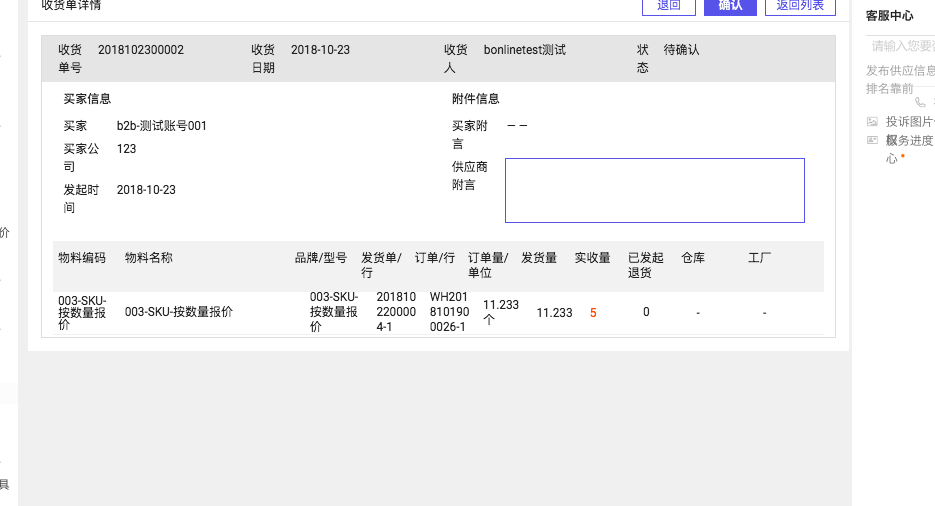 收货单详情
退回
确认
返回列表
收货单号
2018102300002
收货日期
2018-10-23
收货人
bonlinetest测试
状态
待确认
买家信息
附件信息
买家
b2b-测试账号001
买家附言
— —
买家公司
123
供应商附言
发起时间
2018-10-23
物料编码
物料名称
品牌/型号
发货单/行
订单/行
订单量/单位
发货量
实收量
已发起退货
仓库
工厂
003-SKU-按数量报价
003-SKU-按数量报价
003-SKU-按数量报价
2018102200004-1
WH2018101900026-1
11.233个
11.233
5
0
-
-
客服中心
请输入您要
发布供应信息
排名靠前
投诉图片
服务进度
心
价
具